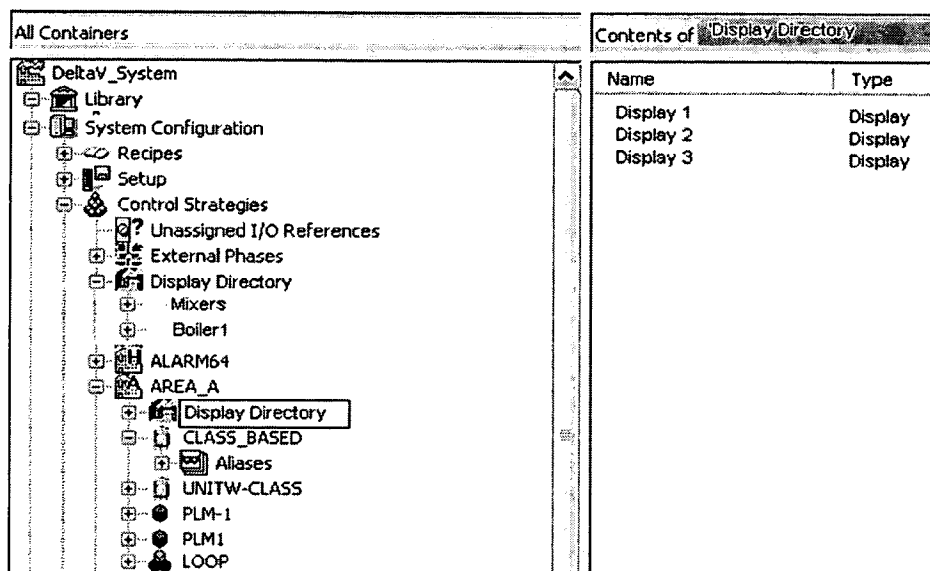 All Containers
DeltaV_System
Library
System Configuration
Recipes
Setup
Control Strategies
Unassigned I/O References
External Phases
Display Directory
Mixers
Boiler1
ALARM64
AREA_A
Display Directory
CLASS_BASED
Aliases
UNITW-CLASS
PLM-1
PLM1
LOOP
Contents of 'Display Directory
Name Type
Display 1 Display
Display 2 Display
Display 3 Display